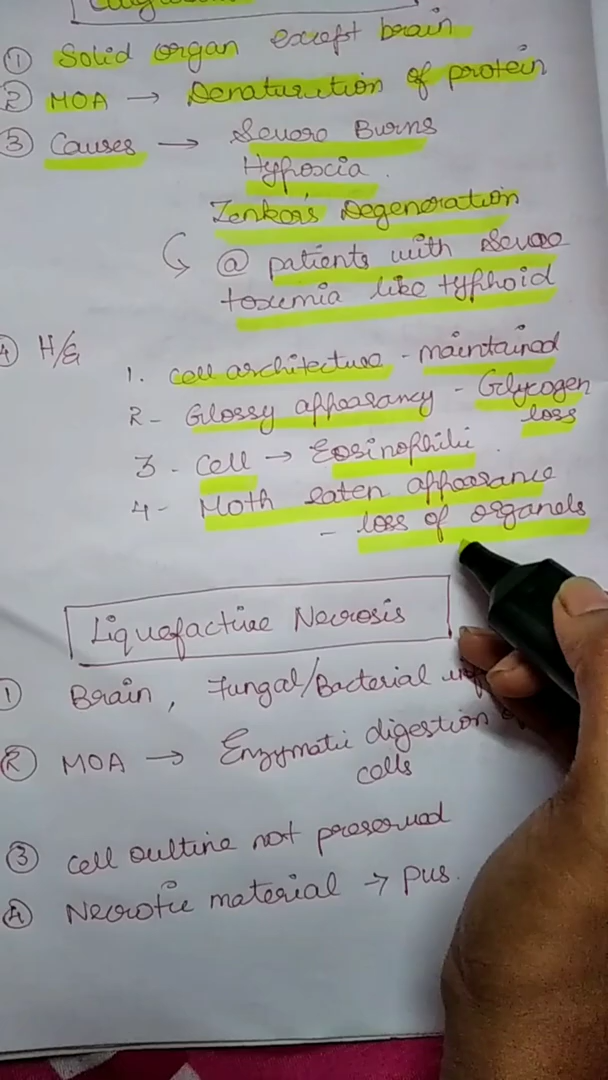 ① Solid organ except brain
② MOA → Denaturation of protein
③ Causes → Severe Burns
Hypoxia.
Zenkor's Degeneration
@ patients with Severe
toxemia like typhoid
④ H/E
1. Cell architecture - maintained
2 - Glossy appearancy - Glycogen
loss
3 - Cell → Eosinophilic
4 - Moth eaten appearance
- loss of organels
Liquefactive Necrosis
① Brain, Fungal/Bacterial
② MOA → Enzymatic digestion
cells
③ Cell outline not preserved
④ Necrotic material → pus.